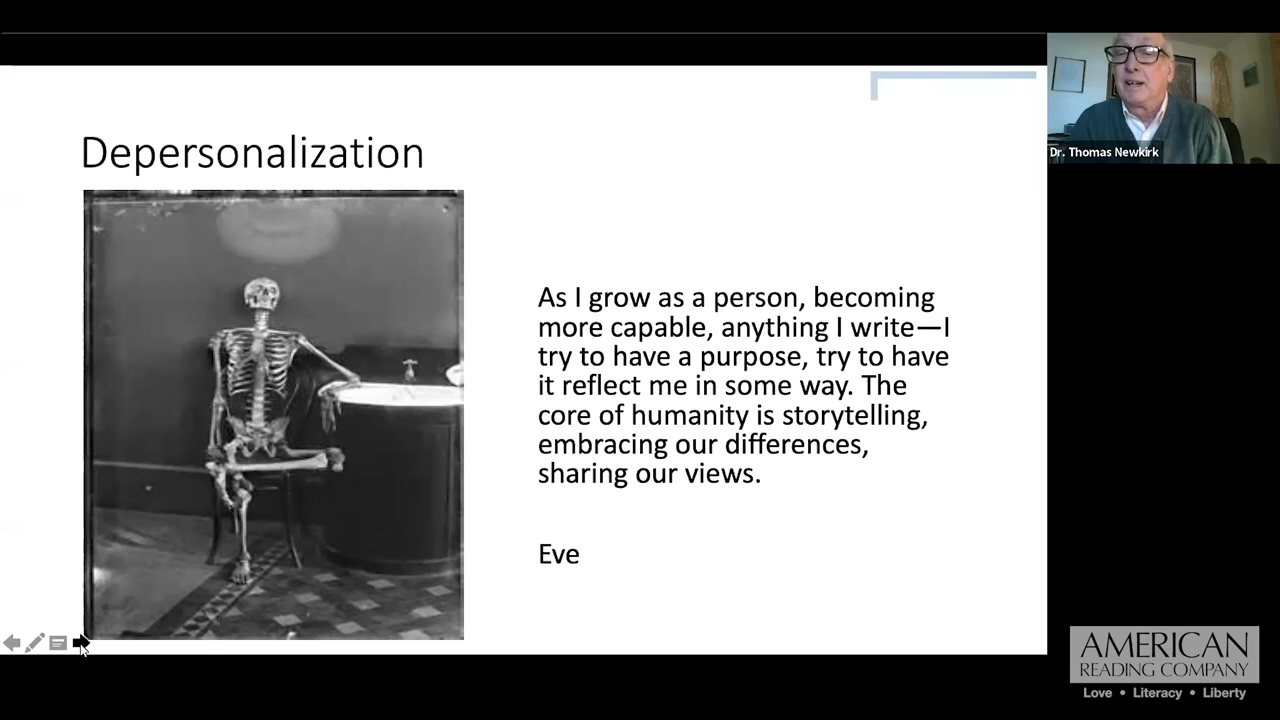 Depersonalization
As I grow as a person, becoming
more capable, anything I write—I
try to have a purpose, try to have
it reflect me in some way. The
core of humanity is storytelling,
embracing our differences,
sharing our views.
Eve
Dr. Thomas Newkirk
AMERICAN
READING COMPANY
Love • Literacy • Liberty